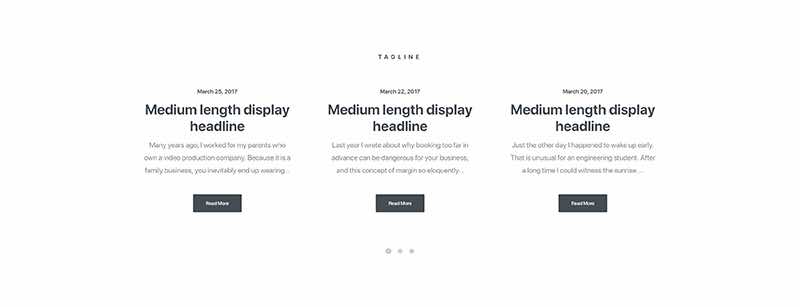 TAGLINE
March 25, 2017
Medium length display
headline
Many years ago, I worked for my parents who
own a video production company. Because it is a
family business, you inevitably end up wearing...
Read More
March 22, 2017
Medium length display
headline
Last year I wrote about why booking too far in
advance can be dangerous for your business,
and this concept of margin so eloquently...
Read More
March 20, 2017
Medium length display
headline
Just the other day I happened to wake up early.
That is unusual for an engineering student. After
a long time I could witness the sunrise....
Read More